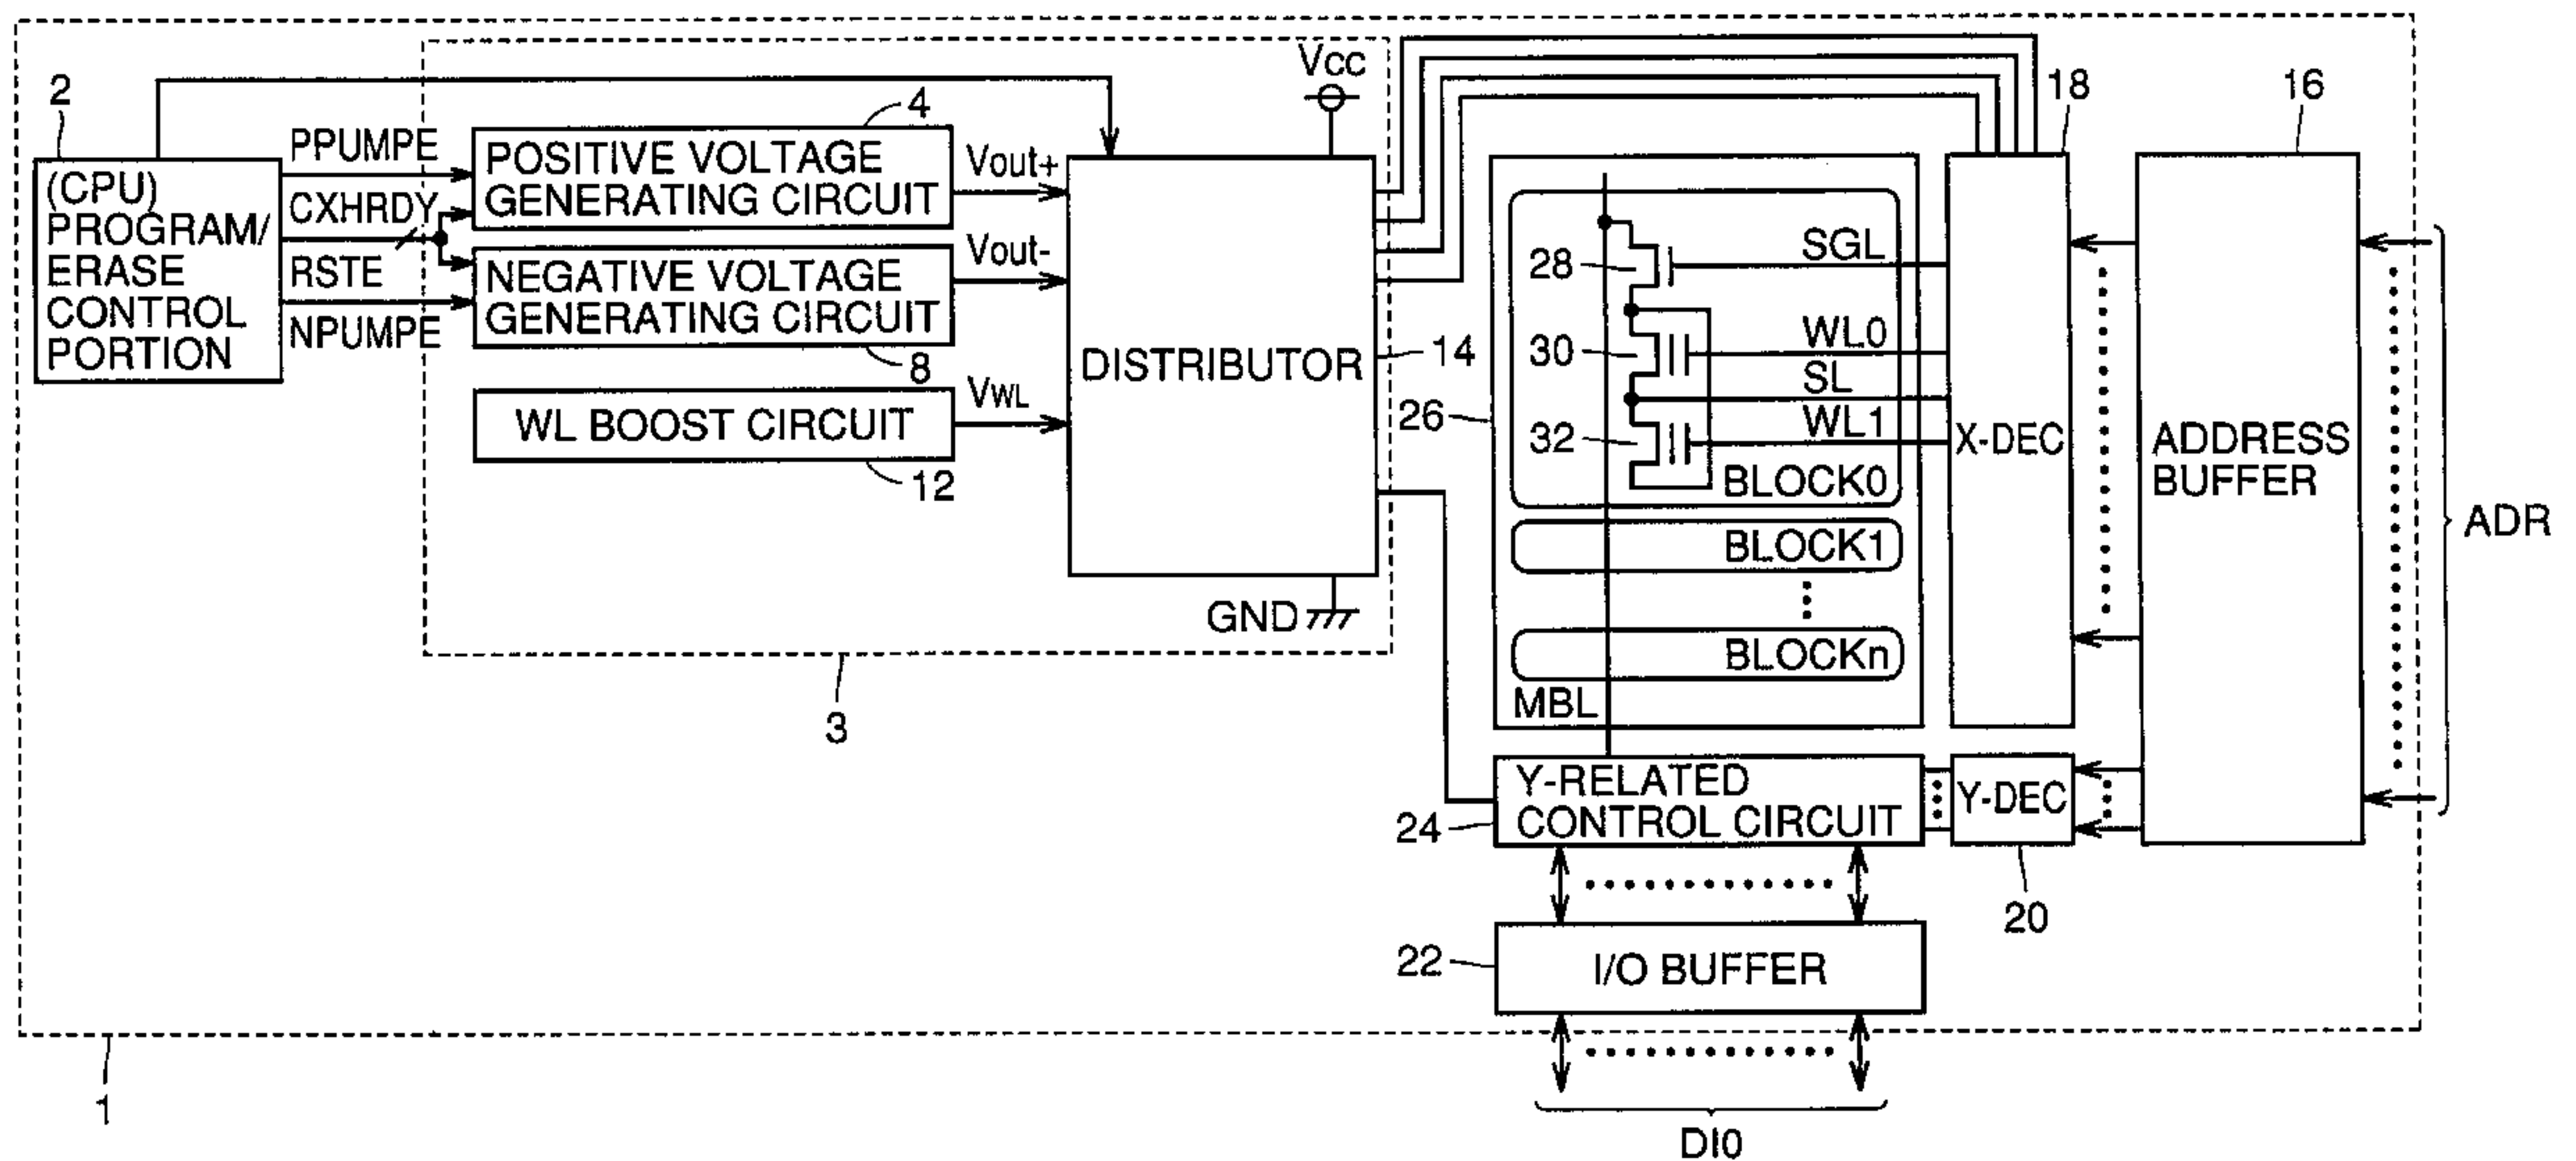 2
(CPU)
PROGRAM/
ERASE
CONTROL
PORTION
PPUMPE
CXHRDY
RSTE
NPUMPE
4
POSITIVE VOLTAGE
GENERATING CIRCUIT
NEGATIVE VOLTAGE
GENERATING CIRCUIT
8
WL BOOST CIRCUIT
12
Vout+
Vout-
VWL
VCC
DISTRIBUTOR
14
GND
3
26
28
SGL
30
WL0
SL
32
WL1
BLOCK0
BLOCK1
BLOCKn
MBL
18
X-DEC
16
ADDRESS
BUFFER
ADR
Y-RELATED
CONTROL CIRCUIT
24
Y-DEC
20
22
I/O BUFFER
1
DI0